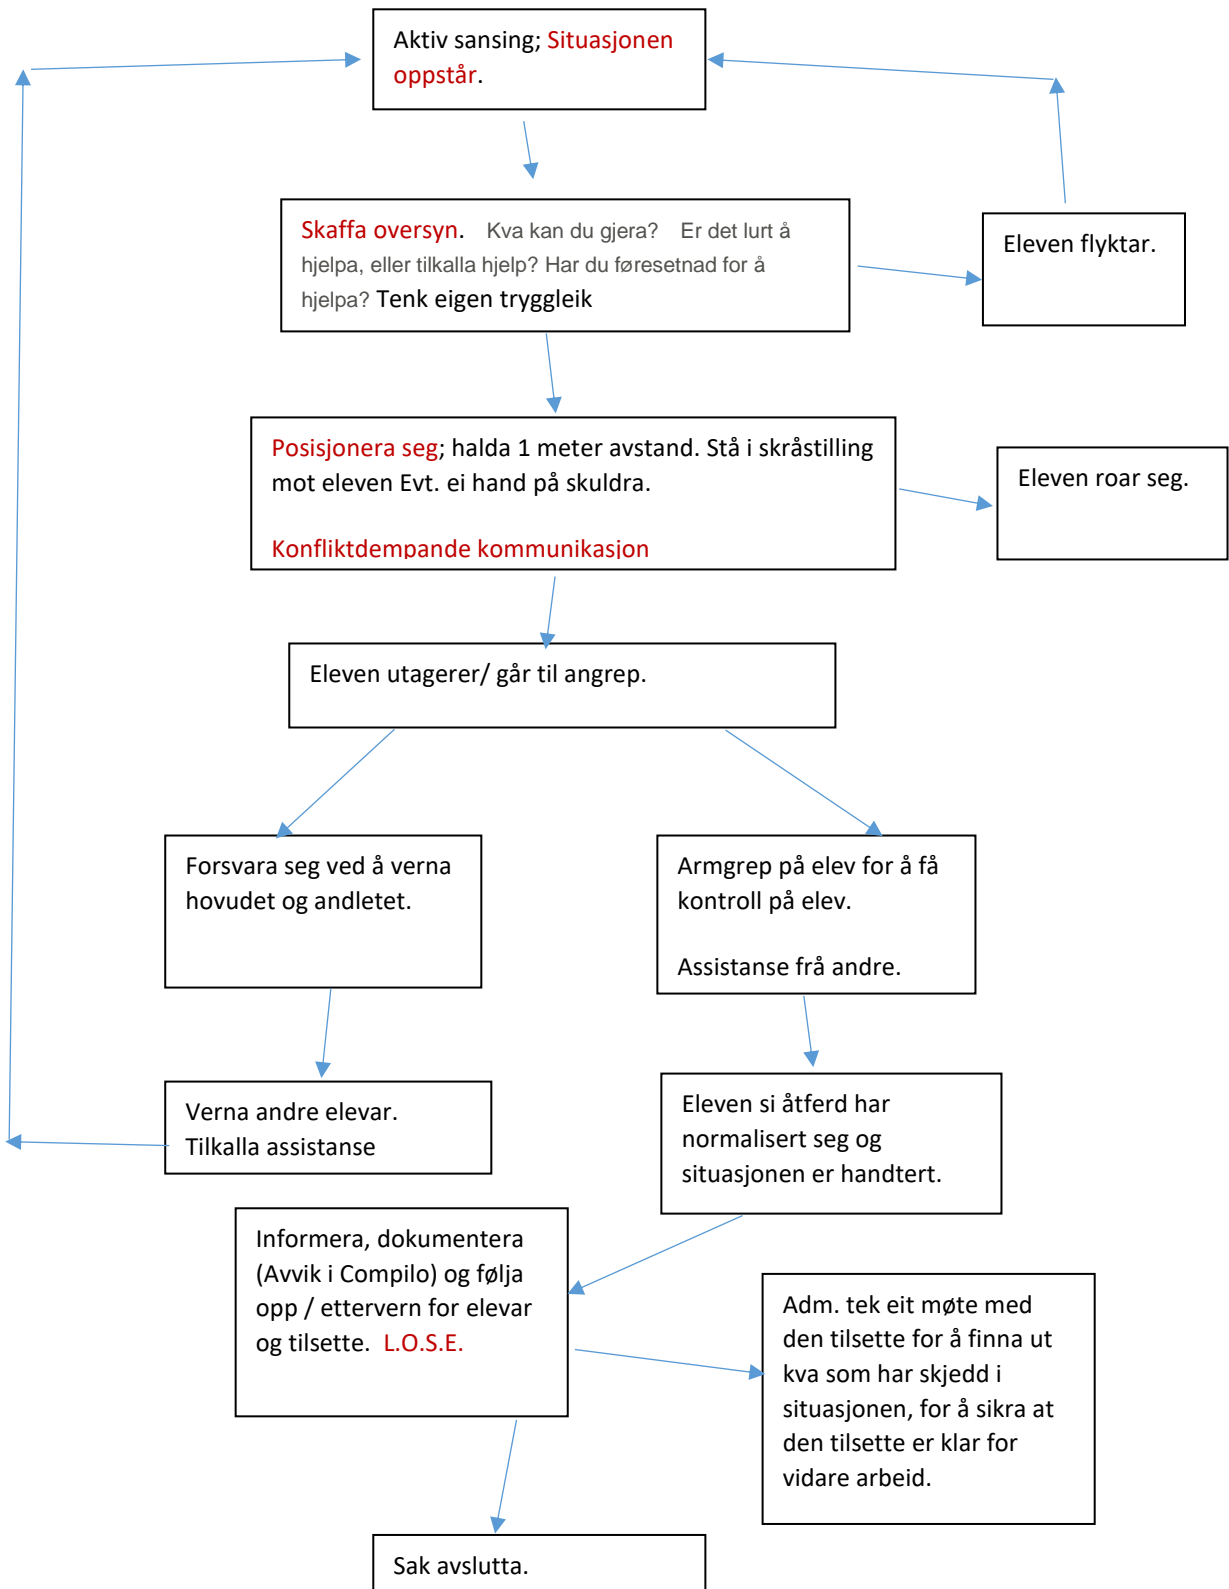 Aktiv sansing; Situasjonen
oppstår.
Skaffa oversyn. Kva kan du gjera? Er det lurt å
hjelpa, eller tilkalla hjelp? Har du føresetnad for å
hjelpa? Tenk eigen tryggleik
Eleven flyktar.
Posisjonera seg; halda 1 meter avstand. Stå i skråstilling
mot eleven Evt. ei hand på skuldra.
Konfliktdempande kommunikasjon
Eleven roar seg.
Eleven utagerer/ går til angrep.
Forsvara seg ved å verna
hovudet og andletet.
Armgrep på elev for å få
kontroll på elev.
Assistanse frå andre.
Verna andre elevar.
Tilkalla assistanse
Eleven si åtferd har
normalisert seg og
situasjonen er handtert.
Informera, dokumentera
(Avvik i Compilo) og følja
opp / ettervern for elevar
og tilsette. L.O.S.E.
Adm. tek eit møte med
den tilsette for å finna ut
kva som har skjedd i
situasjonen, for å sikra at
den tilsette er klar for
vidare arbeid.
Sak avslutta.